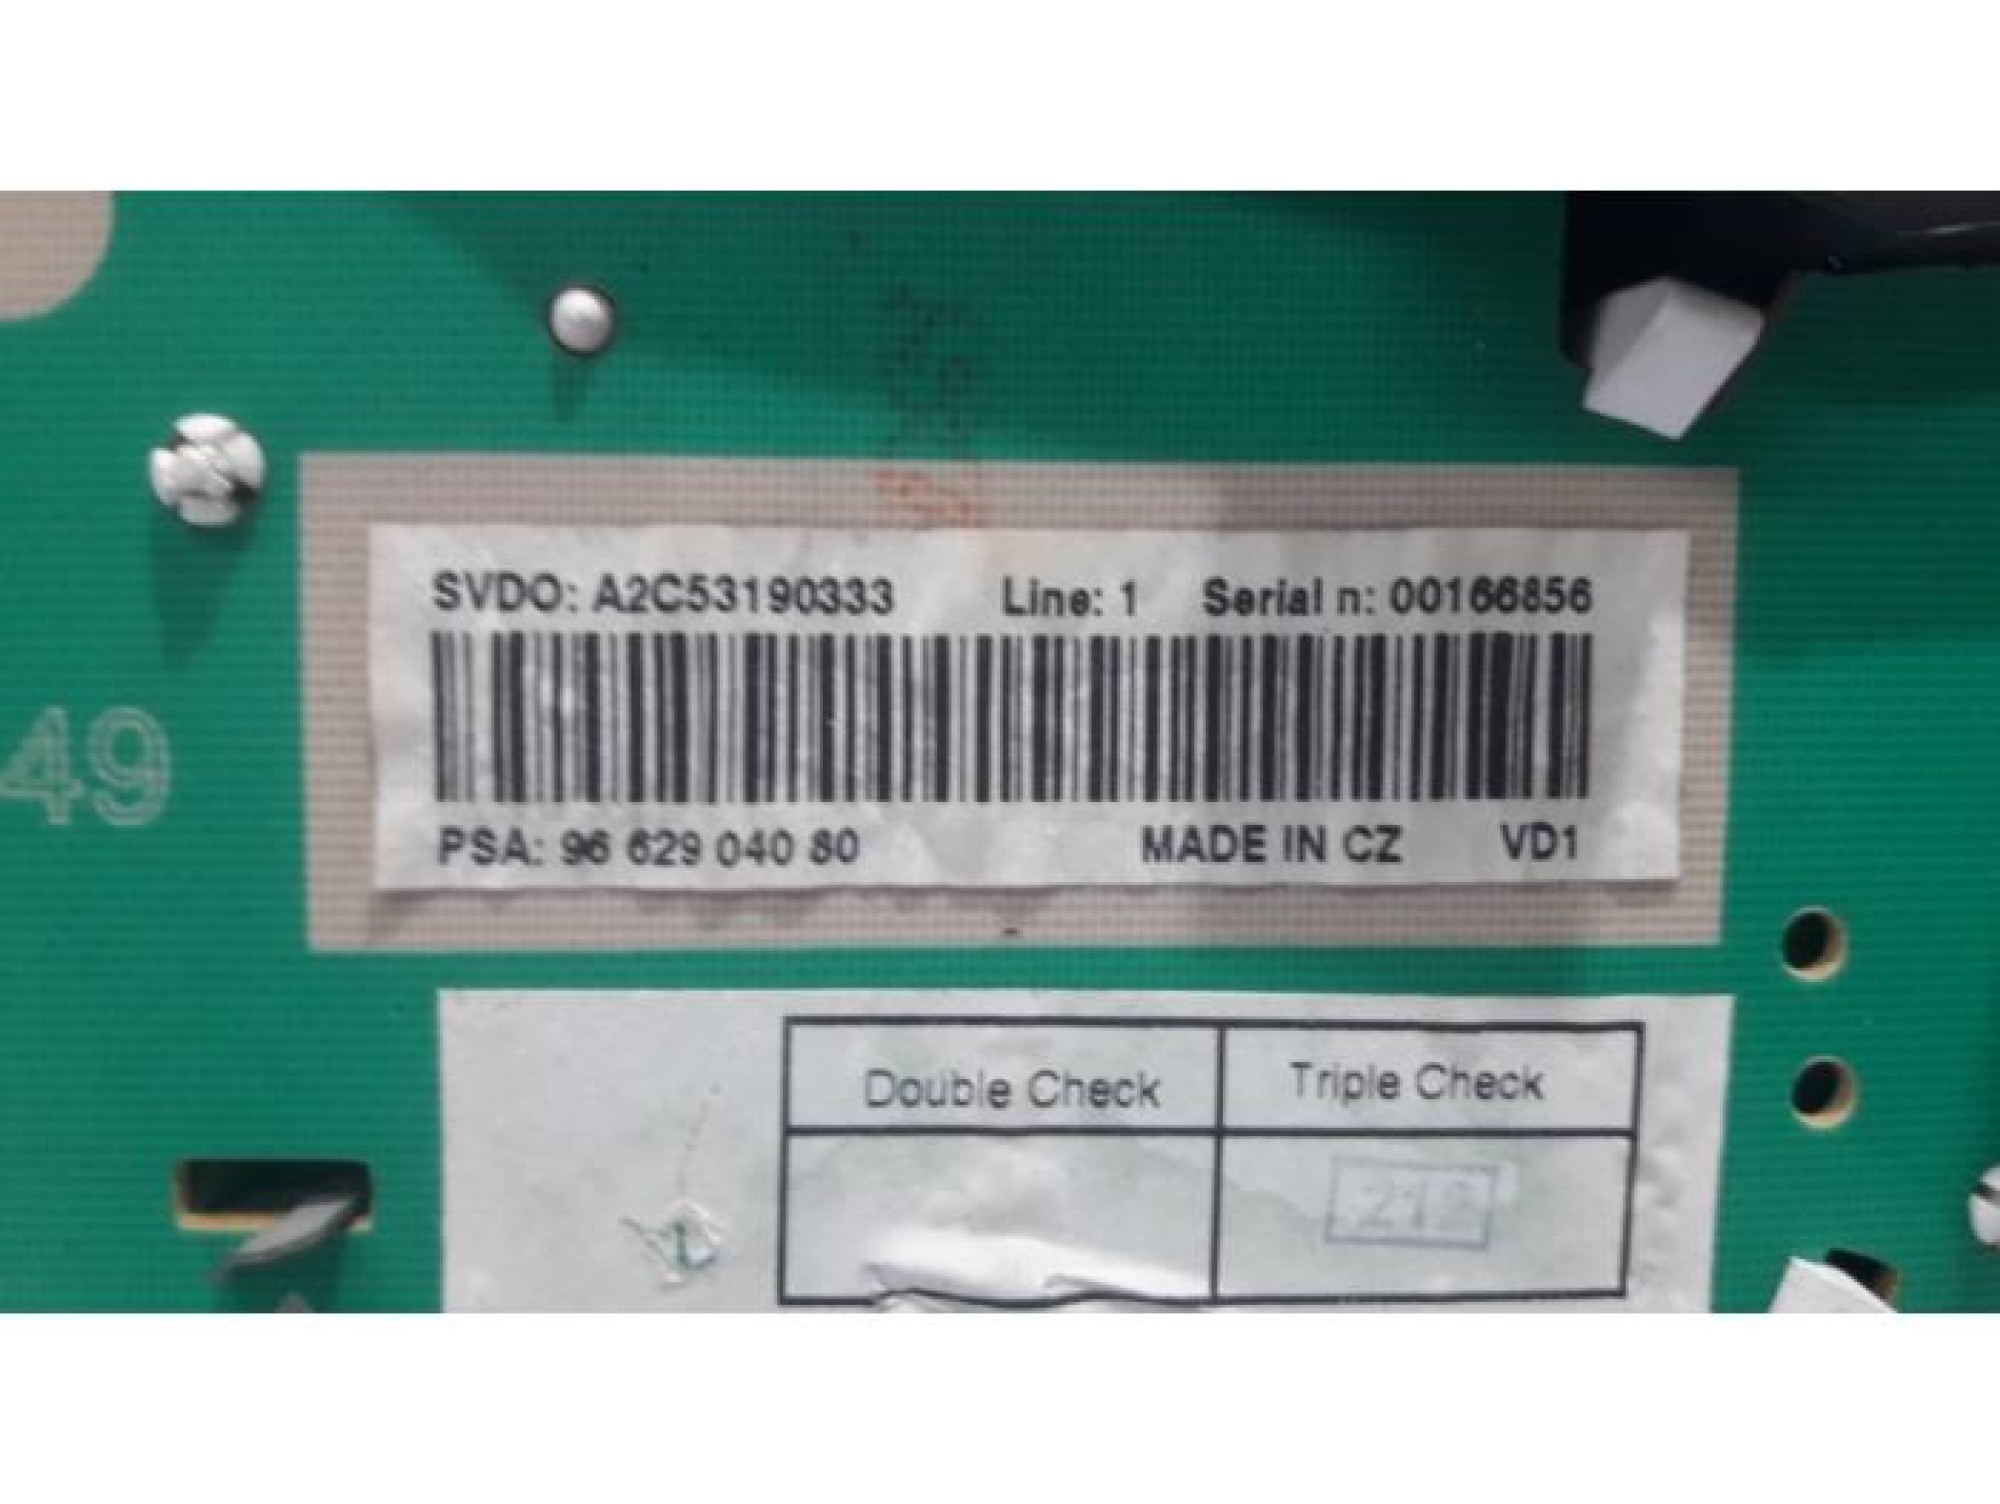 SVDO: A2C53190333 Line: 1 Serial n: 00166856
49
PSA: 96 629 040 80 MADE IN CZ VD1
Double Check Triple Check
212